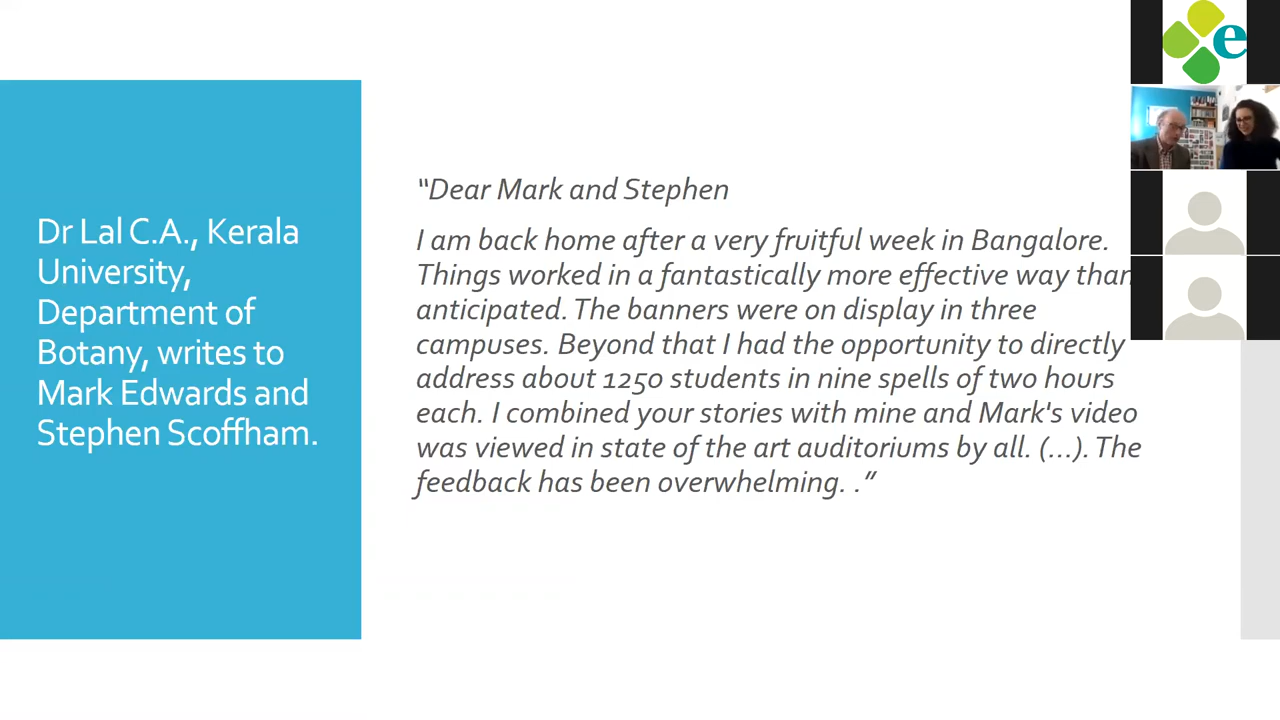 Dr Lal C.A., Kerala
University,
Department of
Botany, writes to
Mark Edwards and
Stephen Scoffham.
“Dear Mark and Stephen
I am back home after a very fruitful week in Bangalore.
Things worked in a fantastically more effective way than
anticipated. The banners were on display in three
campuses. Beyond that I had the opportunity to directly
address about 1250 students in nine spells of two hours
each. I combined your stories with mine and Mark's video
was viewed in state of the art auditoriums by all. (...). The
feedback has been overwhelming. .”
e